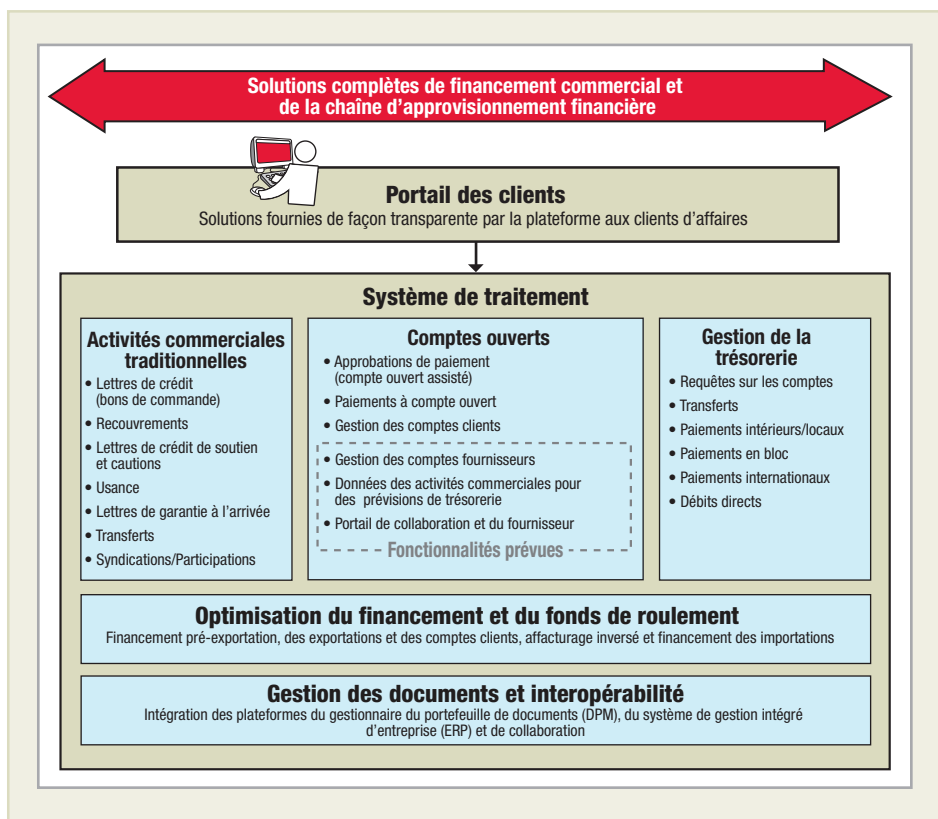 Solutions complètes de financement commercial et
de la chaîne d'approvisionnement financière
Portail des clients
Solutions fournies de façon transparente par la plateforme aux clients d'affaires
Système de traitement
Activités commerciales
traditionnelles
• Lettres de crédit
(bons de commande)
• Recouvrements
• Lettres de crédit de soutien
et cautions
• Usance
• Lettres de garantie à l'arrivée
• Transferts
• Syndications/Participations
Comptes ouverts
• Approbations de paiement
(compte ouvert assisté)
• Paiements à compte ouvert
• Gestion des comptes clients
• Gestion des comptes fournisseurs
• Données des activités commerciales pour
des prévisions de trésorerie
• Portail de collaboration et du fournisseur
Fonctionnalités prévues
Gestion de la
trésorerie
• Requêtes sur les comptes
• Transferts
• Paiements intérieurs/locaux
• Paiements en bloc
• Paiements internationaux
• Débits directs
Optimisation du financement et du fonds de roulement
Financement pré-exportation, des exportations et des comptes clients, affacturage inversé et financement des importations
Gestion des documents et interopérabilité
Intégration des plateformes du gestionnaire du portefeuille de documents (DPM), du système de gestion intégré
d'entreprise (ERP) et de collaboration